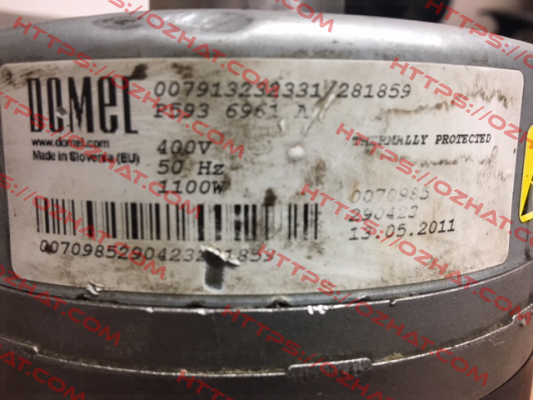 DOMEL
www.domel.com
Made in Slovenia (EU)
007913232331/281859
P593 6961 A
400V
50 Hz
1100W
THERMALLY PROTECTED
0070985
290423
13.05.2011
HTTPS://OZHAT.COM